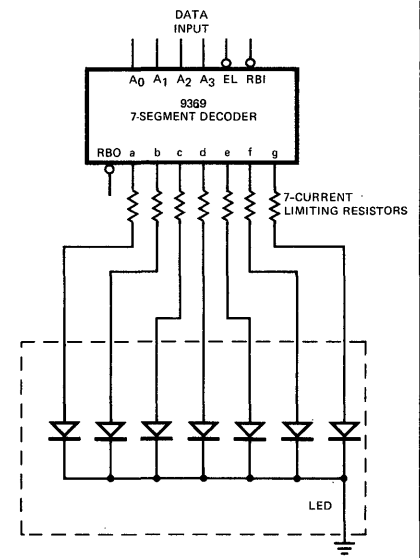 DATA
INPUT
A0 A1 A2 A3 EL RBI
9369
7-SEGMENT DECODER
RBO a b c d e f g
7-CURRENT
LIMITING RESISTORS
LED